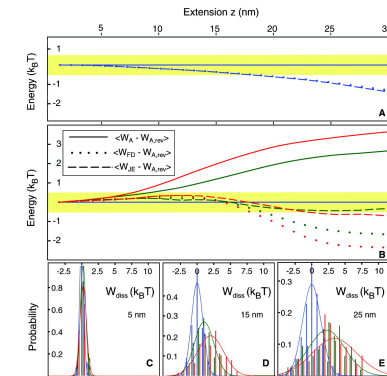 Extension z (nm)
5 10 15 20 25 3
Energy (kBT)
1
-1
-2
A
Energy (kBT)
3
2
1
-1
-2
<WA - WA,rev>
<WFD - WA,rev>
<WJE - WA,rev>
B
Probability
-2.5 2.5 5 7.5 10
0.8
0.6
0.4
0.2
Wdiss (kBT)
5 nm
C
-2.5 0 2.5 5 7.5 10
0.4
0.3
0.2
0.1
Wdiss (kBT)
15 nm
D
-2.5 0 2.5 5 7.5 10
0.3
0.1
Wdiss (kBT)
25 nm
E